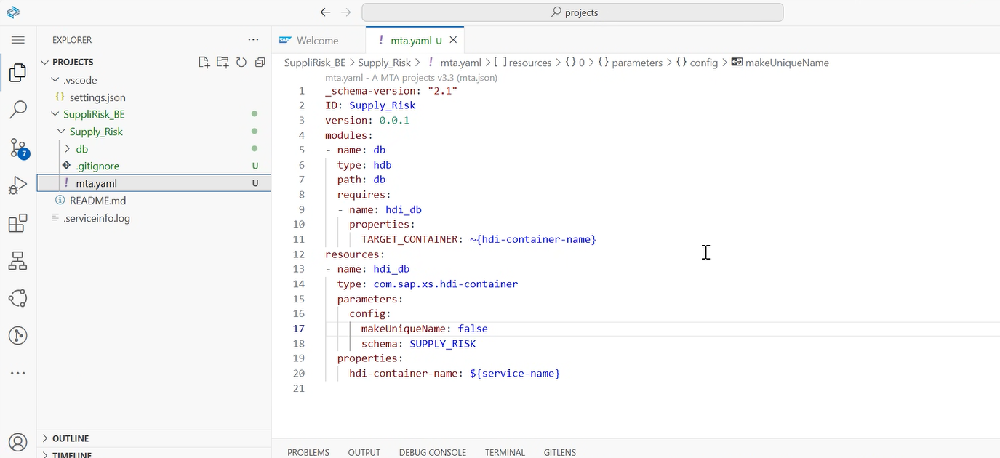 projects
EXPLORER
Welcome
! mta.yaml U
PROJECTS
SuppliRisk_BE > Supply_Risk > ! mta.yaml > [ ] resources > {} 0 > {} parameters > {} config > makeUniqueName
.vscode
{} settings.json
SuppliRisk_BE
Supply_Risk
db
.gitignore U
! mta.yaml U
README.md
.serviceinfo.log
7
OUTLINE
TIMELINE
mta.yaml - A MTA projects v3.3 (mta.json)
1 _schema-version: "2.1"
2 ID: Supply_Risk
3 version: 0.0.1
4 modules:
5 - name: db
6 type: hdb
7 path: db
8 requires:
9 - name: hdi_db
10 properties:
11 TARGET_CONTAINER: ~{hdi-container-name}
12 resources:
13 - name: hdi_db
14 type: com.sap.xs.hdi-container
15 parameters:
16 config:
17 makeUniqueName: false
18 schema: SUPPLY_RISK
19 properties:
20 hdi-container-name: ${service-name}
21
PROBLEMS OUTPUT DEBUG CONSOLE TERMINAL GITLENS